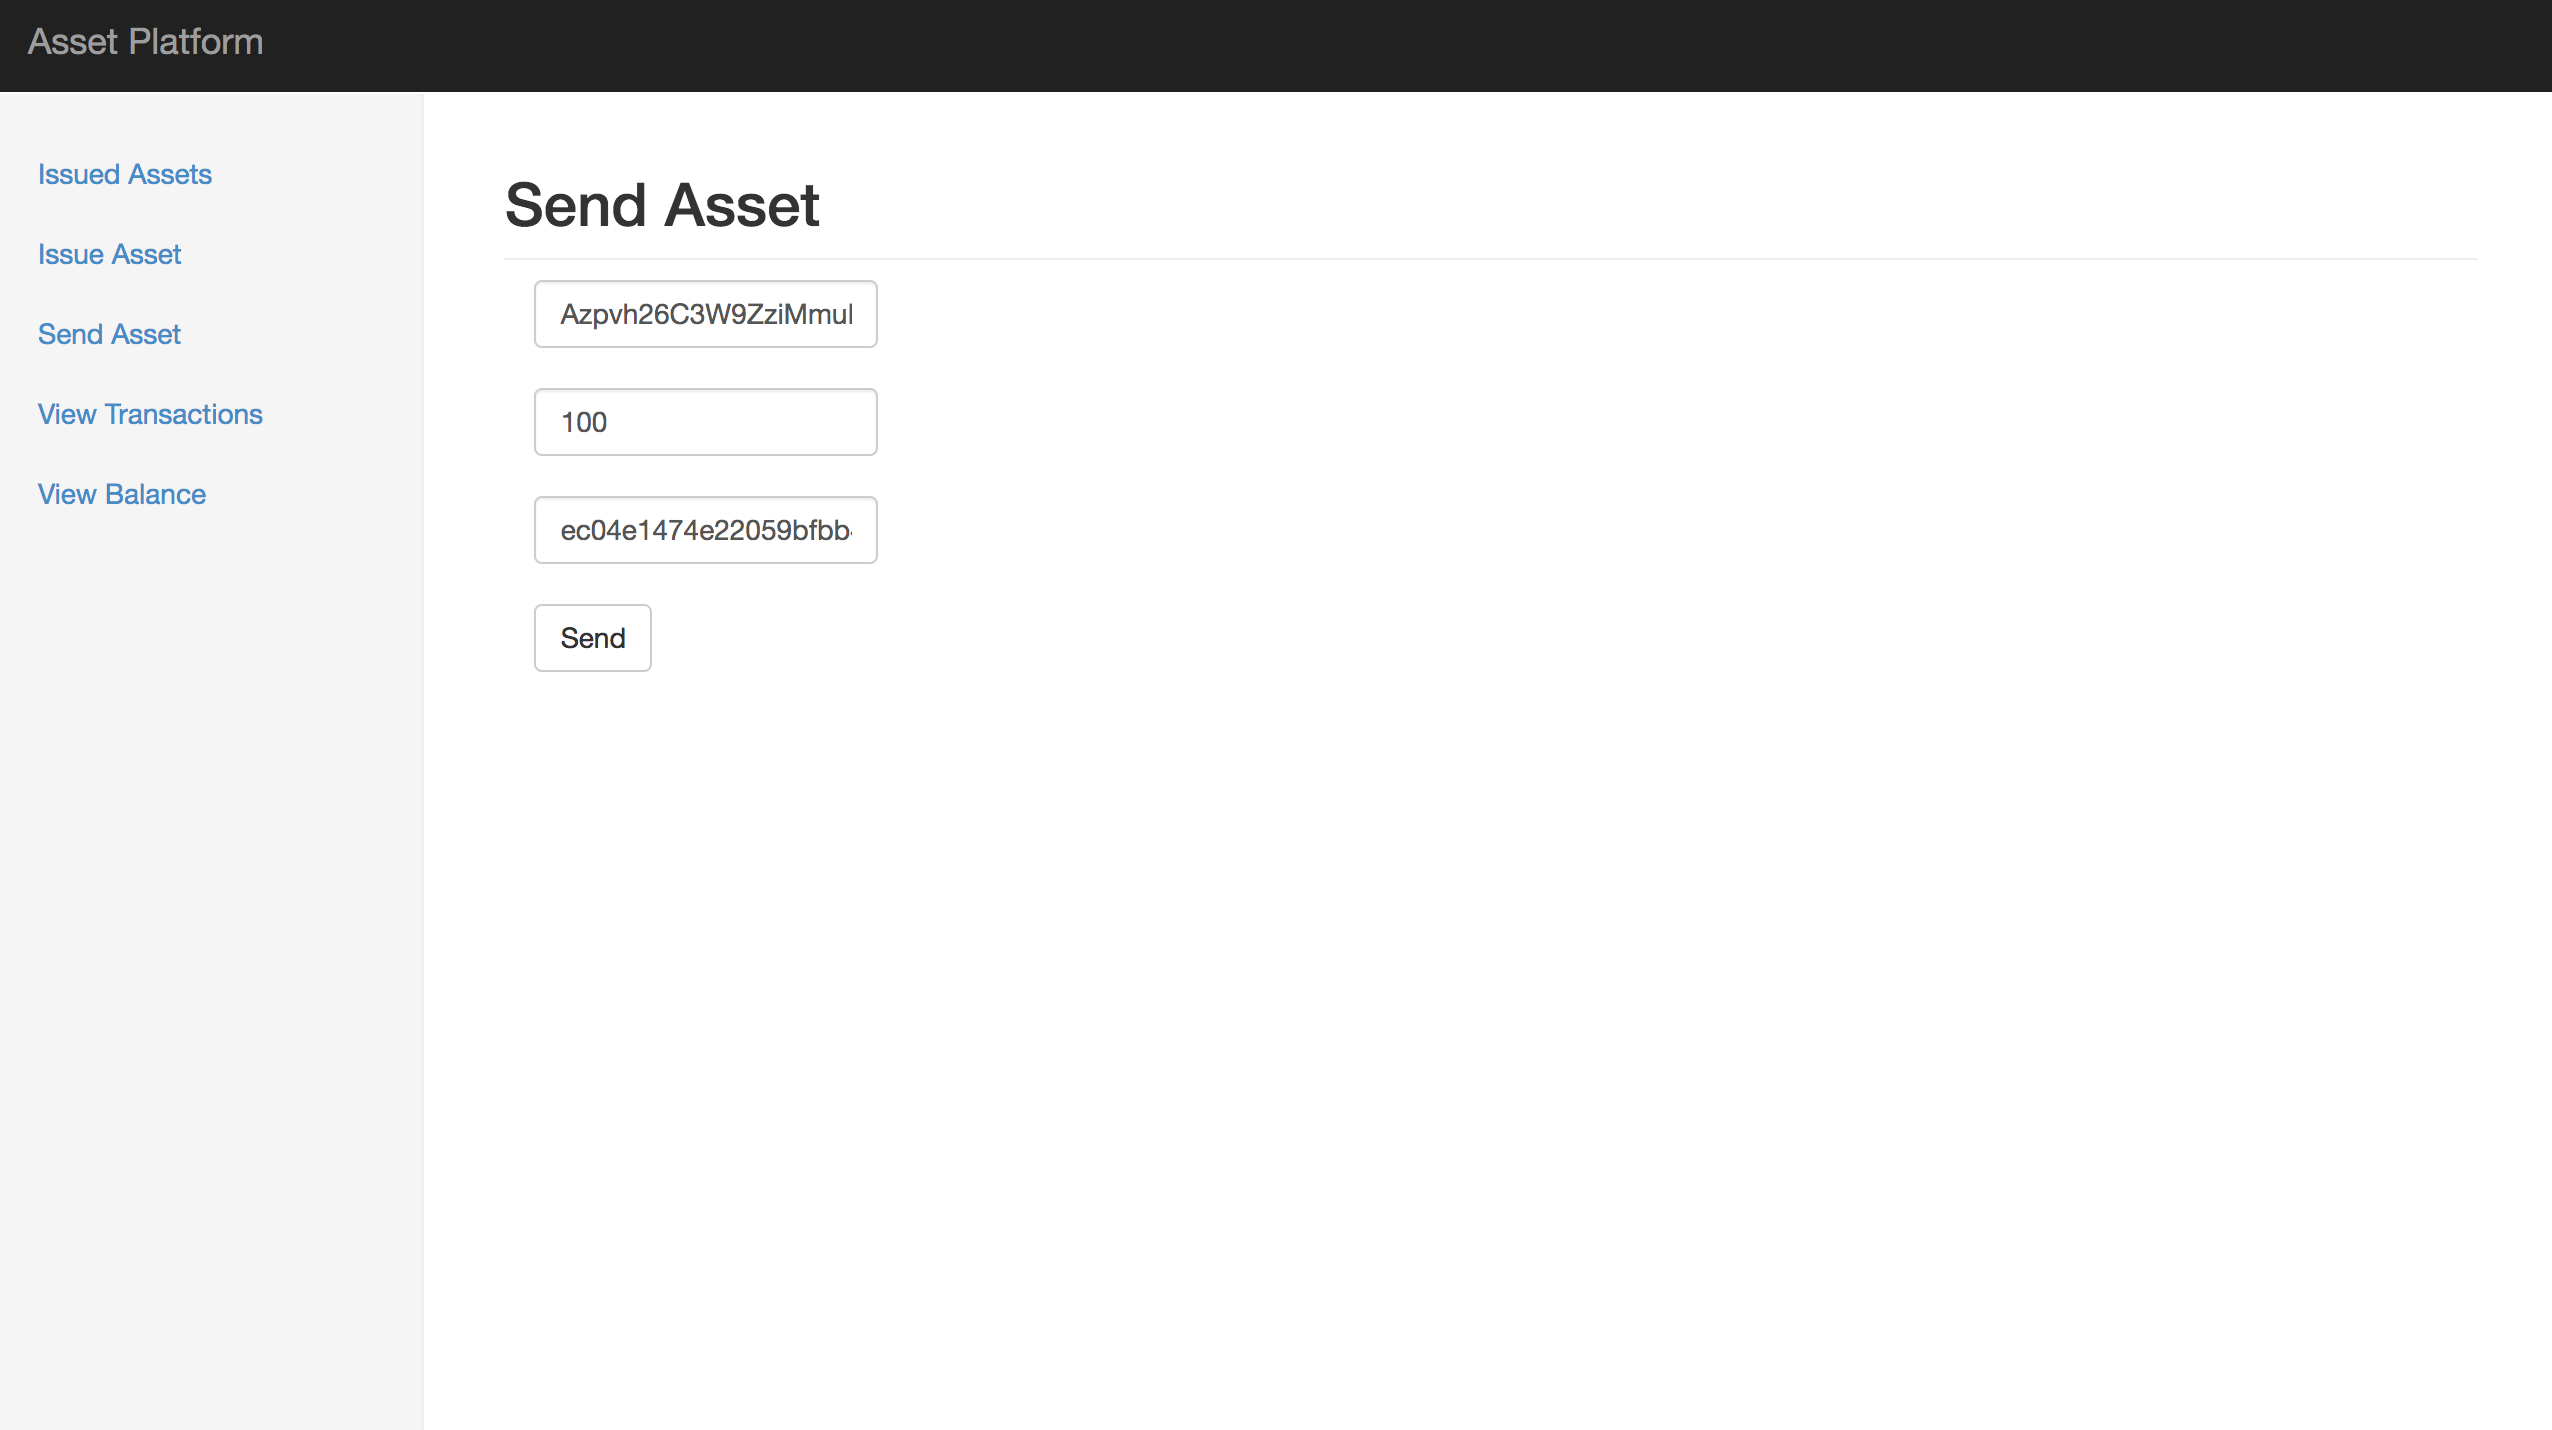 Asset Platform
Issued Assets
Issue Asset
Send Asset
View Transactions
View Balance
Send Asset
Azpvh26C3W9ZziMmul
100
ec04e1474e22059bfbb
Send